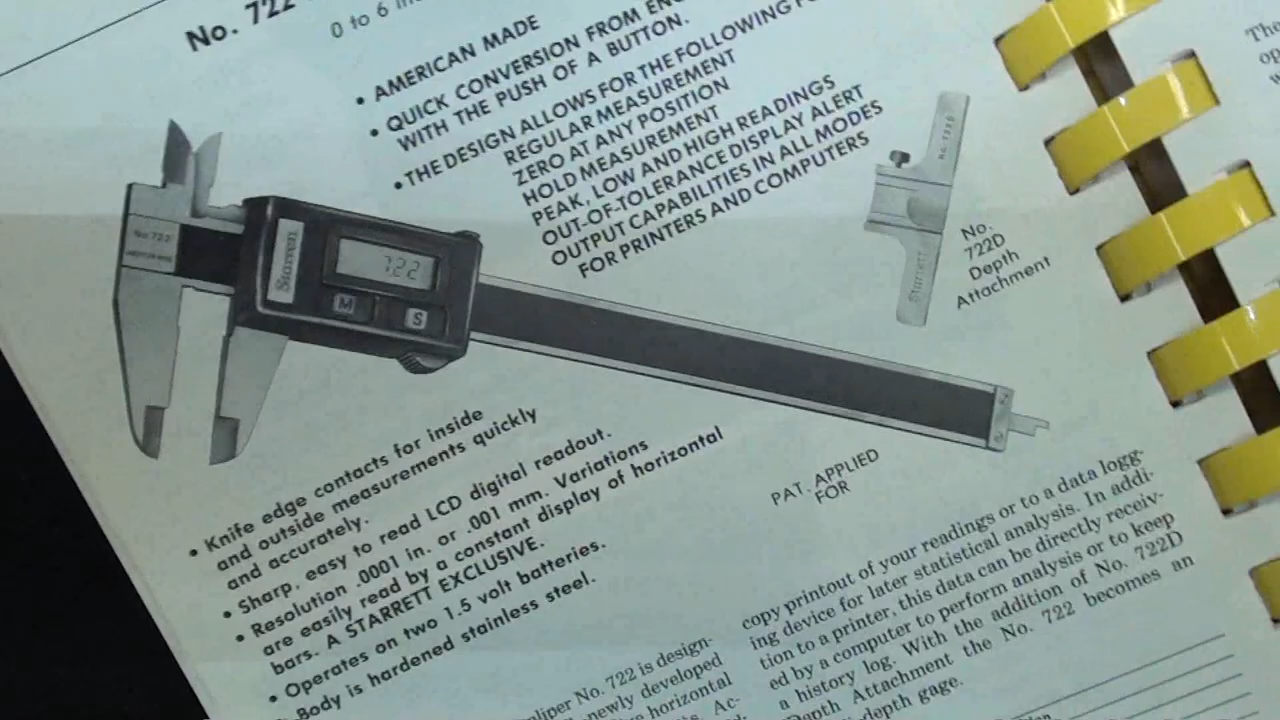 No. 722
0 to 6
• AMERICAN MADE
• QUICK CONVERSION FROM
WITH THE PUSH OF A BUTTON.
• THE DESIGN ALLOWS FOR THE FOLLOWING
REGULAR MEASUREMENT
ZERO AT ANY POSITION
HOLD MEASUREMENT
PEAK, LOW AND HIGH READINGS
OUT-OF-TOLERANCE DISPLAY ALERT
OUTPUT CAPABILITIES IN ALL MODES
FOR PRINTERS AND COMPUTERS
No. 722
Starrett
722
M
S
No. 722D
Starrett
No.
722D
Depth
Attachment
PAT. APPLIED
FOR
• Knife edge contacts for inside
and outside measurements quickly
and accurately.
• Sharp, easy to read LCD digital readout.
• Resolution .0001 in. or .001 mm. Variations
are easily read by a constant display of horizontal
bars. A STARRETT EXCLUSIVE.
• Operates on two 1.5 volt batteries.
Body is hardened stainless steel.
No. 722 is design-
newly developed
horizontal
Ac-
copy printout of your readings or to a data logg-
ing device for later statistical analysis. In addi-
tion to a printer, this data can be directly receiv-
ed by a computer to perform analysis or to keep
a history log. With the addition of No. 722D
Depth Attachment the No. 722 becomes an
depth gage.
The